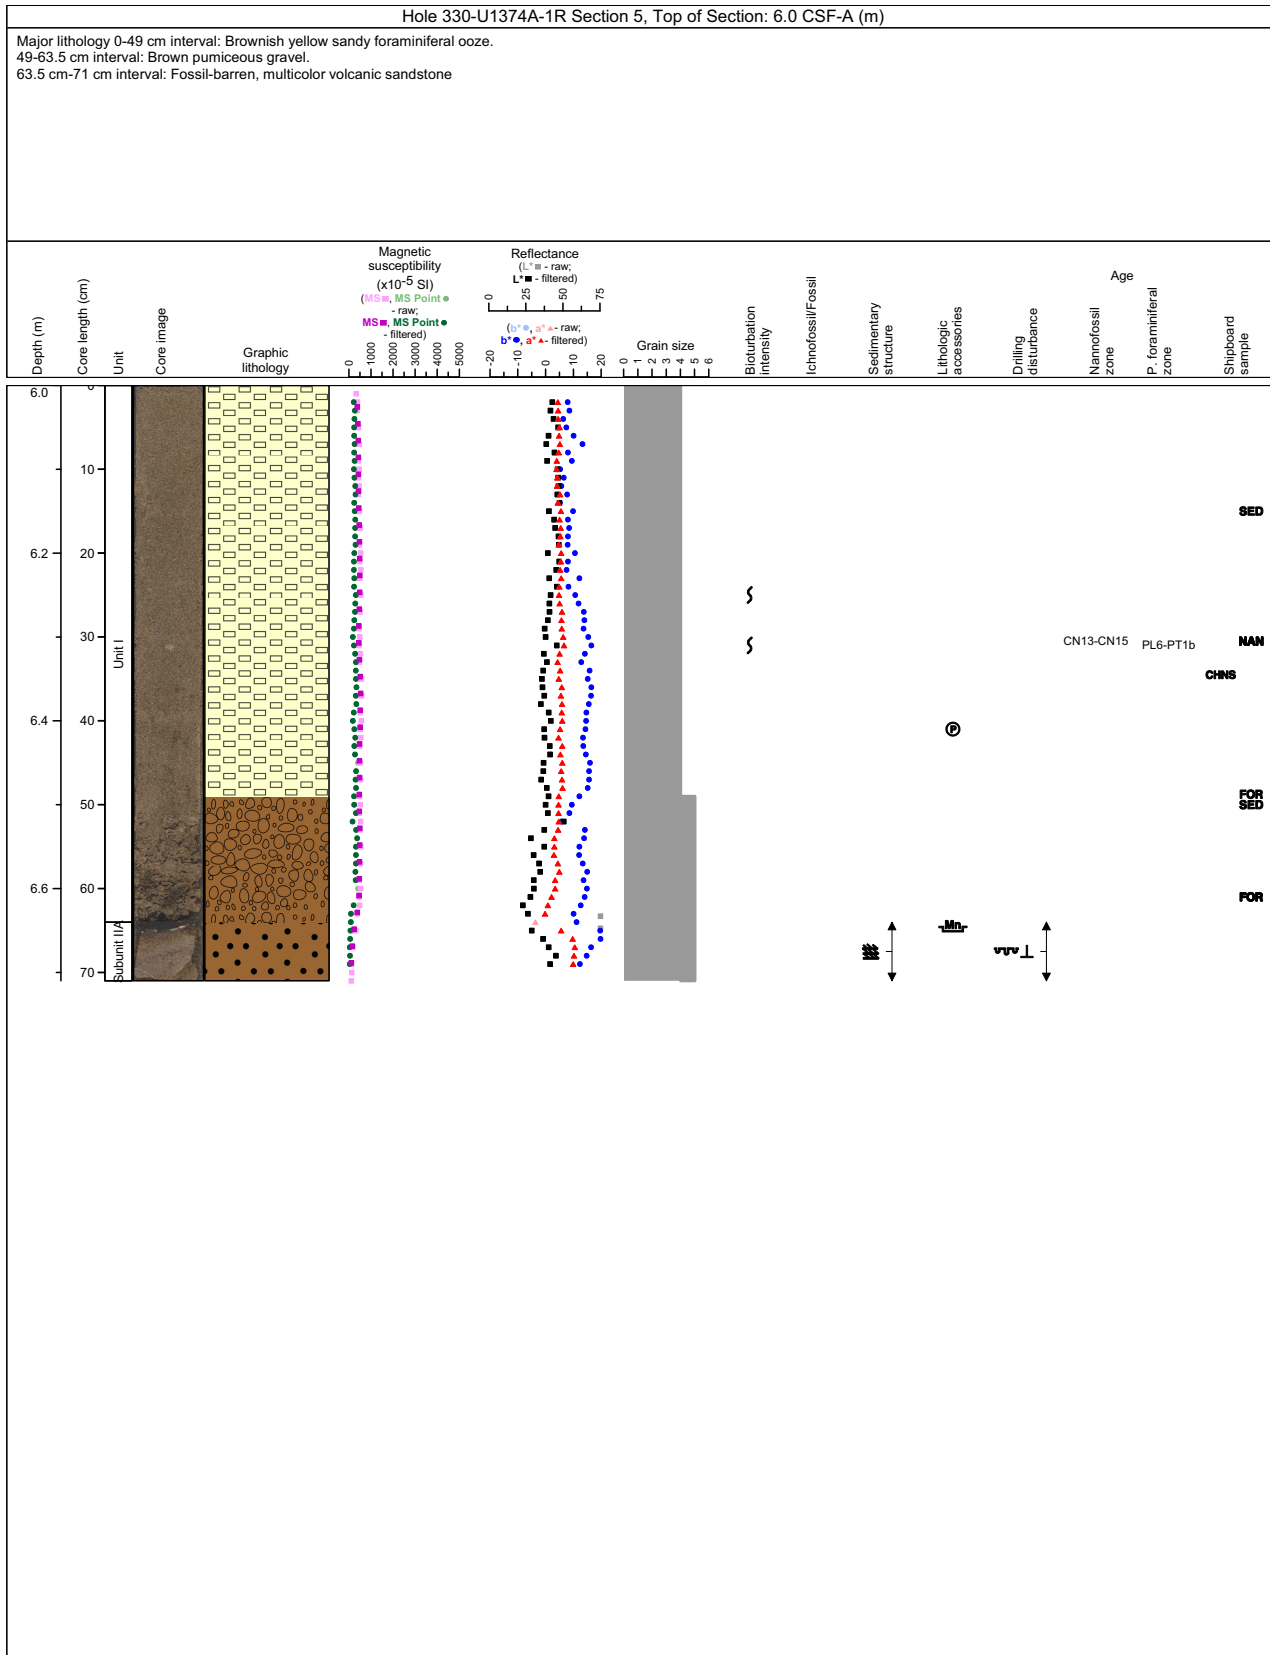 Hole 330-U1374A-1R Section 5, Top of Section: 6.0 CSF-A (m)
Major lithology 0-49 cm interval: Brownish yellow sandy foraminiferal ooze.
49-63.5 cm interval: Brown pumiceous gravel.
63.5 cm-71 cm interval: Fossil-barren, multicolor volcanic sandstone
Depth (m)
Core length (cm)
Unit
Core image
Graphic
lithology
Magnetic
susceptibility
(x10-5 SI)
(MS, MS Point
- raw;
MS, MS Point
- filtered)
0 1000 2000 3000 4000 5000
Reflectance
(L* - raw;
L* - filtered)
0 25 50 75
(b*, a* - raw;
b*, a* - filtered)
-20 -10 0 10 20
Grain size
0 1 2 3 4 5 6
Bioturbation
intensity
Ichnofossil/Fossil
Sedimentary
structure
Lithologic
accessories
Drilling
disturbance
Age
Nannofossil
zone
P. foraminiferal
zone
Shipboard
sample
6.0
0
10
SED
6.2
20
30
Unit I
CN13-CN15
PL6-PT1b
NAN
CHNS
6.4
40
P
FOR
50
SED
6.6
60
FOR
Mn
Subunit IIA
70